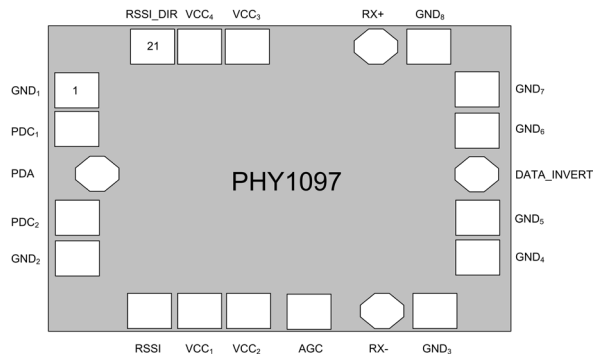 RSSI_DIR VCC₄ VCC₃ RX+ GND₈
21
GND₁ 1 GND₇
PDC₁ GND₆
PDA PHY1097 DATA_INVERT
PDC₂ GND₅
GND₂ GND₄
RSSI VCC₁ VCC₂ AGC RX- GND₃